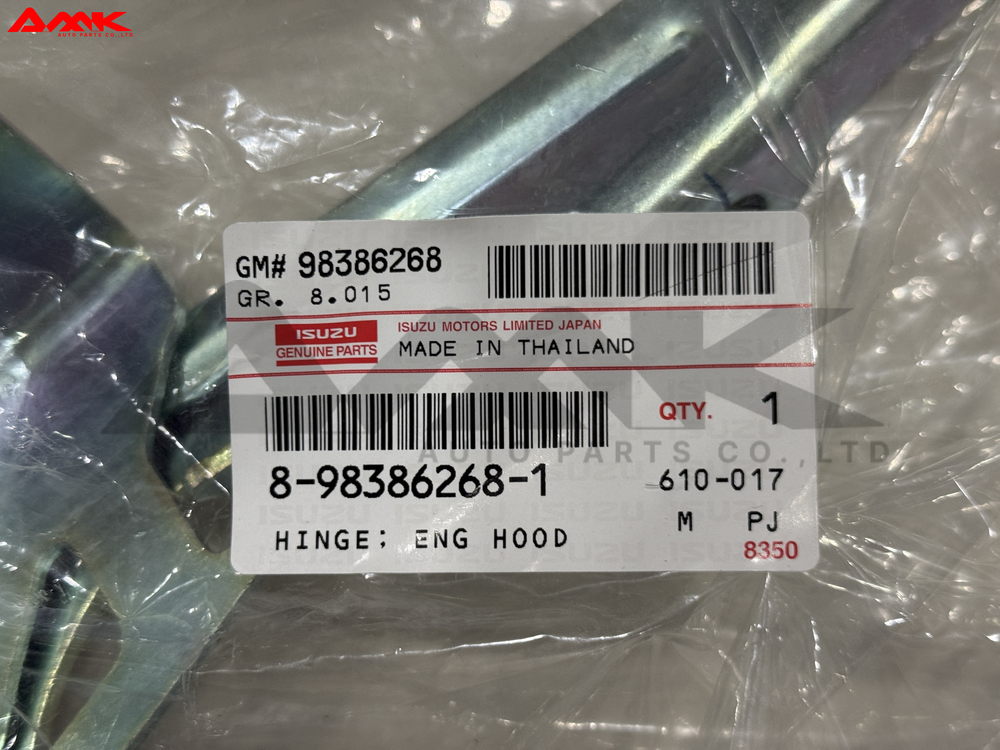 AMK
AUTO PARTS CO.,LTD
GM# 98386268
GR. 8.015
ISUZU
GENUINE PARTS
ISUZU MOTORS LIMITED JAPAN
MADE IN THAILAND
QTY. 1
AMK
AUTO PARTS CO.,LTD
8-98386268-1
610-017
HINGE; ENG HOOD
M PJ
8350